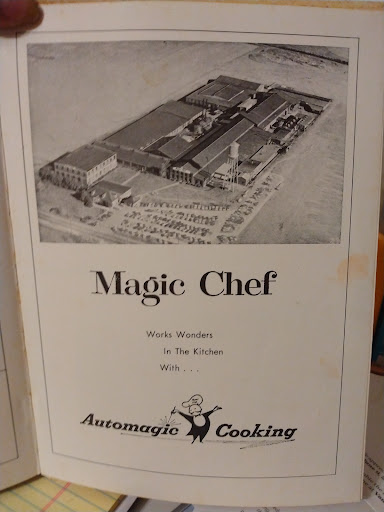 Magic Chef
Works Wonders
In The Kitchen
With . . .
Automagic Cooking